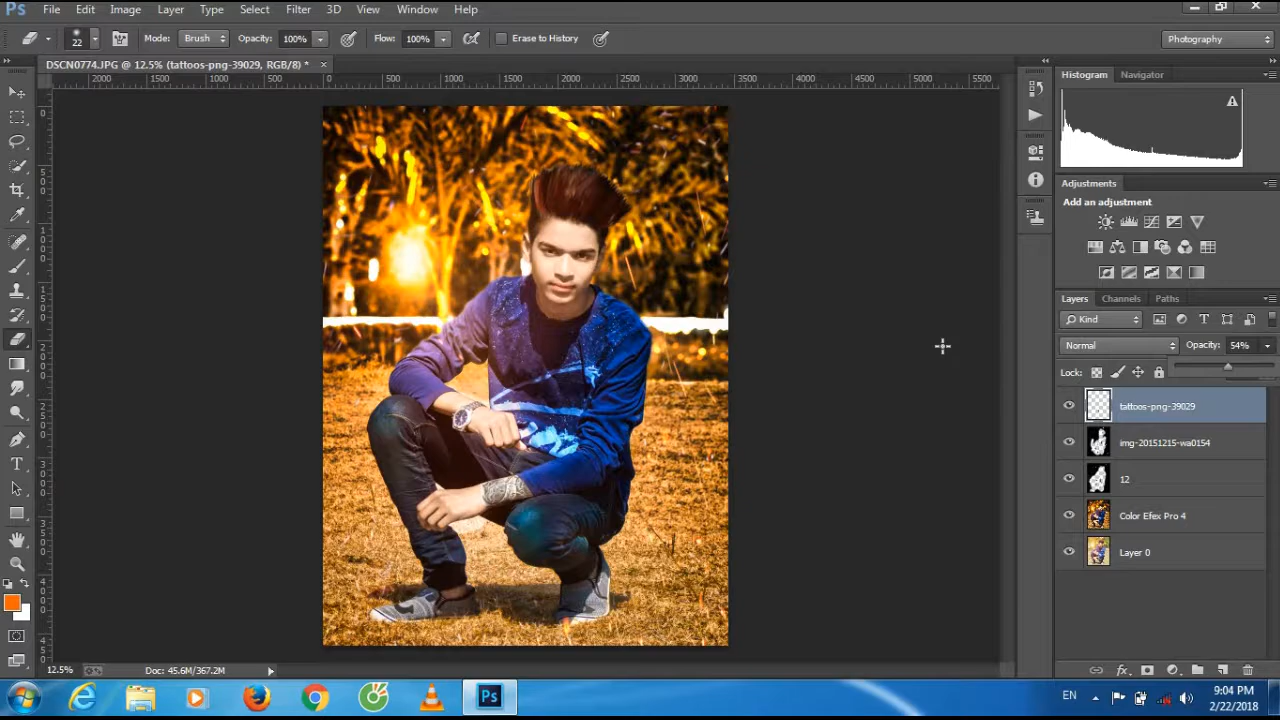 Ps File Edit Image Layer Type Select Filter 3D View Window Help
22 Mode: Brush Opacity: 100% Flow: 100% Erase to History Photography
DSCN0774.JPG @ 12.5% (tattoos-png-39029, RGB/8) * ×
2000 1500 1000 500 0 500 1000 1500 2000 2500 3000 3500 4000 4500 5000 5500
Histogram Navigator
Adjustments
Add an adjustment
Layers Channels Paths
Kind
Normal Opacity: 54%
Lock:
tattoos-png-39029
img-20151215-wa0154
12
Color Efex Pro 4
Layer 0
12.5% Doc: 45.6M/367.2M
Ps EN 9:04 PM
2/22/2018